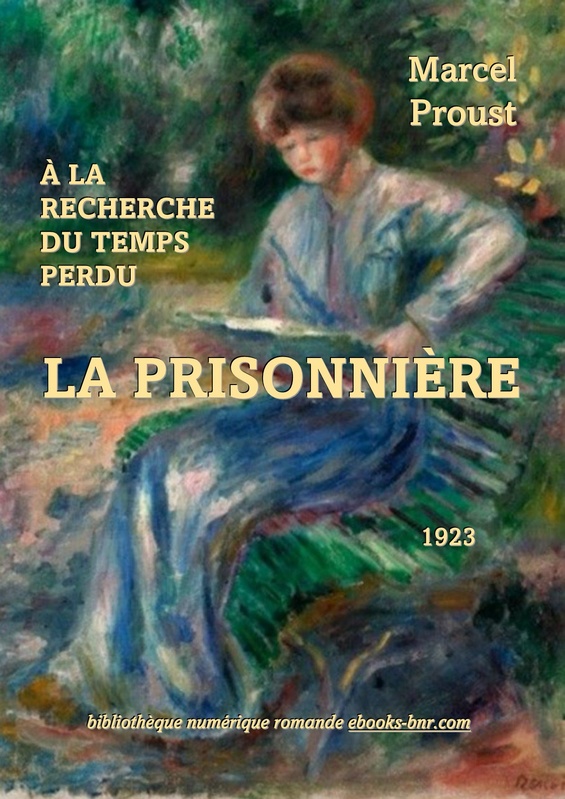 Marcel
Proust
À LA
RECHERCHE
DU TEMPS
PERDU
LA PRISONNIÈRE
1923
bibliothèque numérique romande ebooks-bnr.com